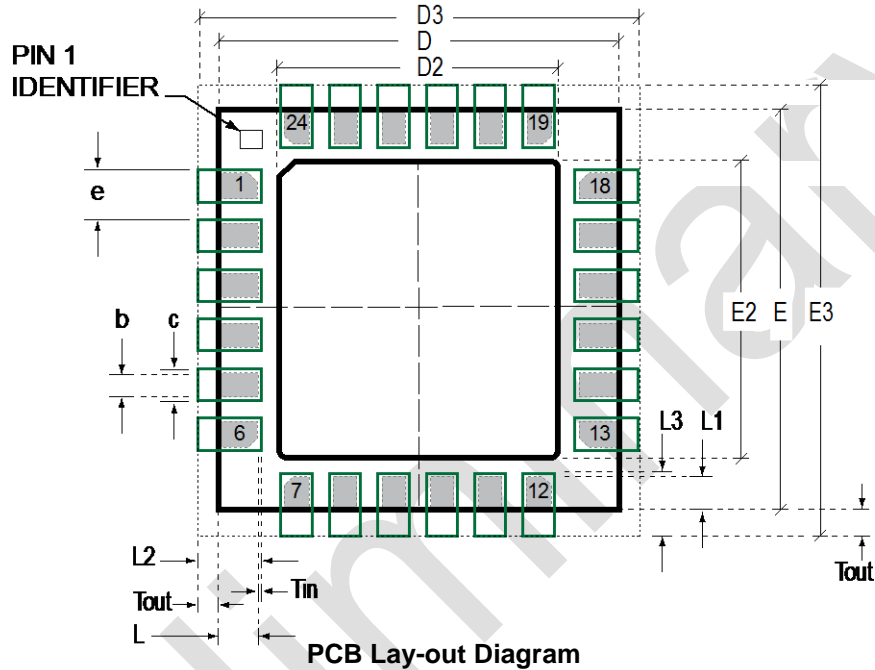 D3
D
D2
PIN 1
IDENTIFIER
24
19
1
18
e
E2
E
E3
b
c
6
13
L3
L1
7
12
L2
Tin
Tout
Tout
L
PCB Lay-out Diagram